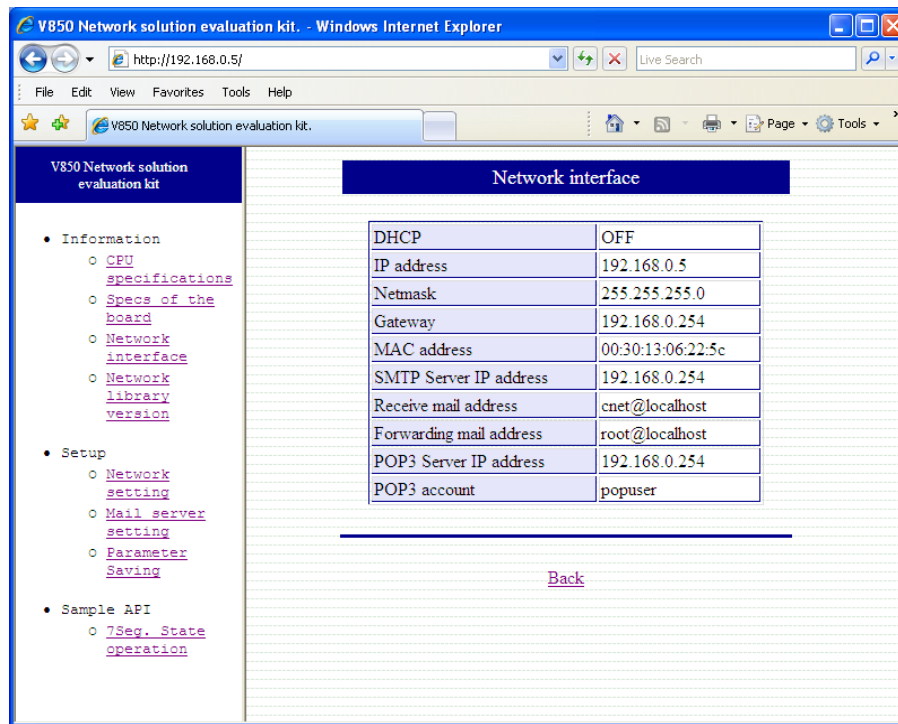 V850 Network solution evaluation kit. - Windows Internet Explorer
http://192.168.0.5/
Live Search
File Edit View Favorites Tools Help
V850 Network solution evaluation kit.
Page Tools
V850 Network solution
evaluation kit
Information
CPU
specifications
Specs of the
board
Network
interface
Network
library
version
Setup
Network
setting
Mail server
setting
Parameter
Saving
Sample API
7Seg. State
operation
Network interface
DHCP OFF
IP address 192.168.0.5
Netmask 255.255.255.0
Gateway 192.168.0.254
MAC address 00:30:13:06:22:5c
SMTP Server IP address 192.168.0.254
Receive mail address cnet@localhost
Forwarding mail address root@localhost
POP3 Server IP address 192.168.0.254
POP3 account popuser
Back